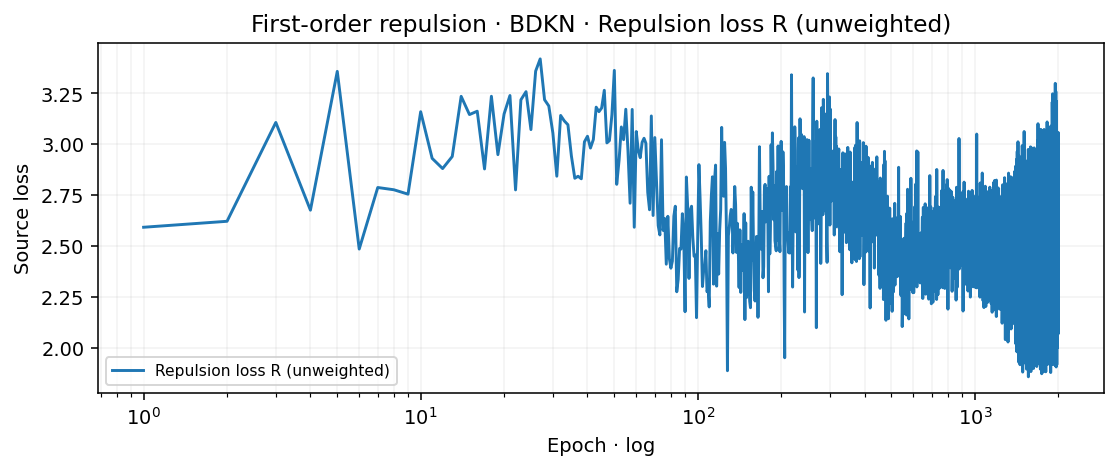 First-order repulsion · BDKN · Repulsion loss R (unweighted)
Source loss
3.25
3.00
2.75
2.50
2.25
2.00
Repulsion loss R (unweighted)
10⁰ 10¹ 10² 10³
Epoch · log